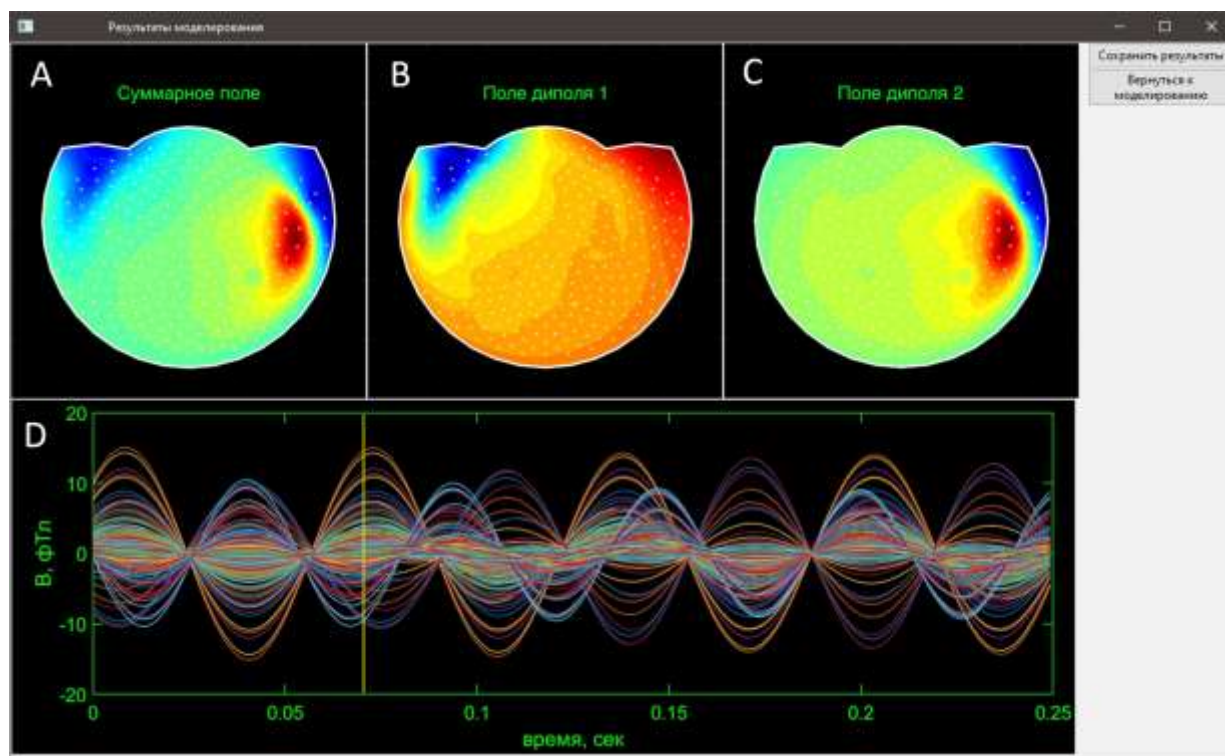 Результаты моделирования
Сохранить результаты
Вернуться к
моделированию
A
Суммарное поле
B
Поле диполя 1
C
Поле диполя 2
D
B, фТл
20
10
0
-10
-20
0
0.05
0.1
0.15
0.2
0.25
время, сек